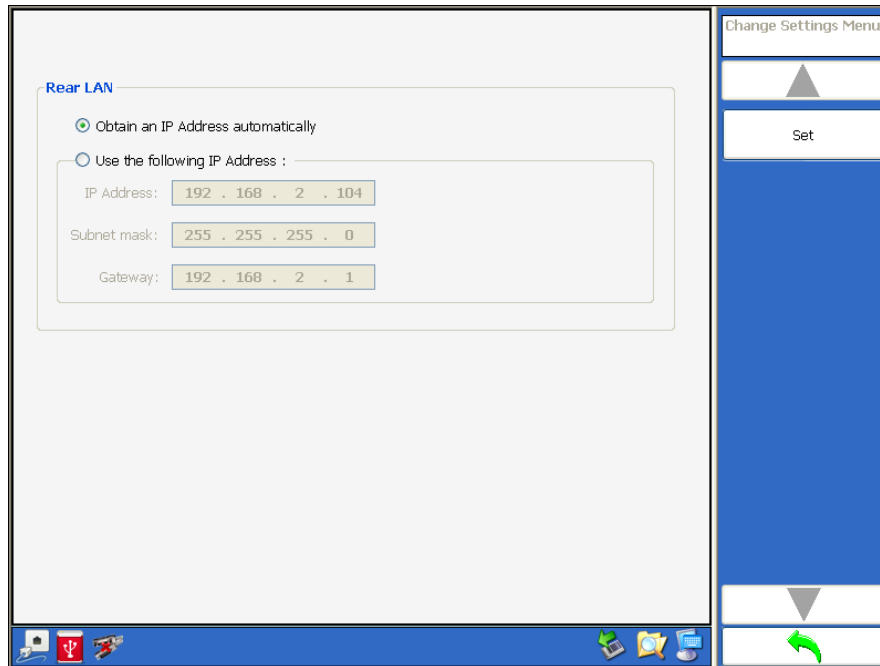 Change Settings Menu
Rear LAN
Obtain an IP Address automatically
Use the following IP Address :
IP Address: 192 . 168 . 2 . 104
Subnet mask: 255 . 255 . 255 . 0
Gateway: 192 . 168 . 2 . 1
Set